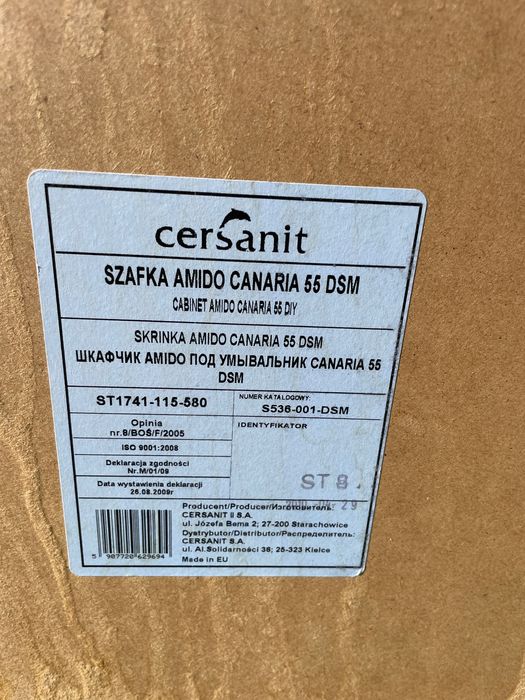 cersanit
SZAFKA AMIDO CANARIA 55 DSM
CABINET AMIDO CANARIA 55 DIY
SKRINKA AMIDO CANARIA 55 DSM
ШКАФЧИК AMIDO ПОД УМЫВАЛЬНИК CANARIA 55
DSM
ST1741-115-580
NUMER KATALOGOWY:
S536-001-DSM
Opinia
nr.8/BOŚ/F/2005
IDENTYFIKATOR
ISO 9001:2008
Deklaracja zgodności
Nr.M/01/09
Data wystawienia deklaracji
26.08.2009r
ST 8
Producent/Producer/Изготовитель:
CERSANIT II S.A.
ul. Józefa Bema 2; 27-200 Starachowice
Dystrybutor/Distributor/Распределитель:
CERSANIT S.A.
ul. Al.Solidarności 36; 25-323 Kielce
Made in EU
5 907720 629694